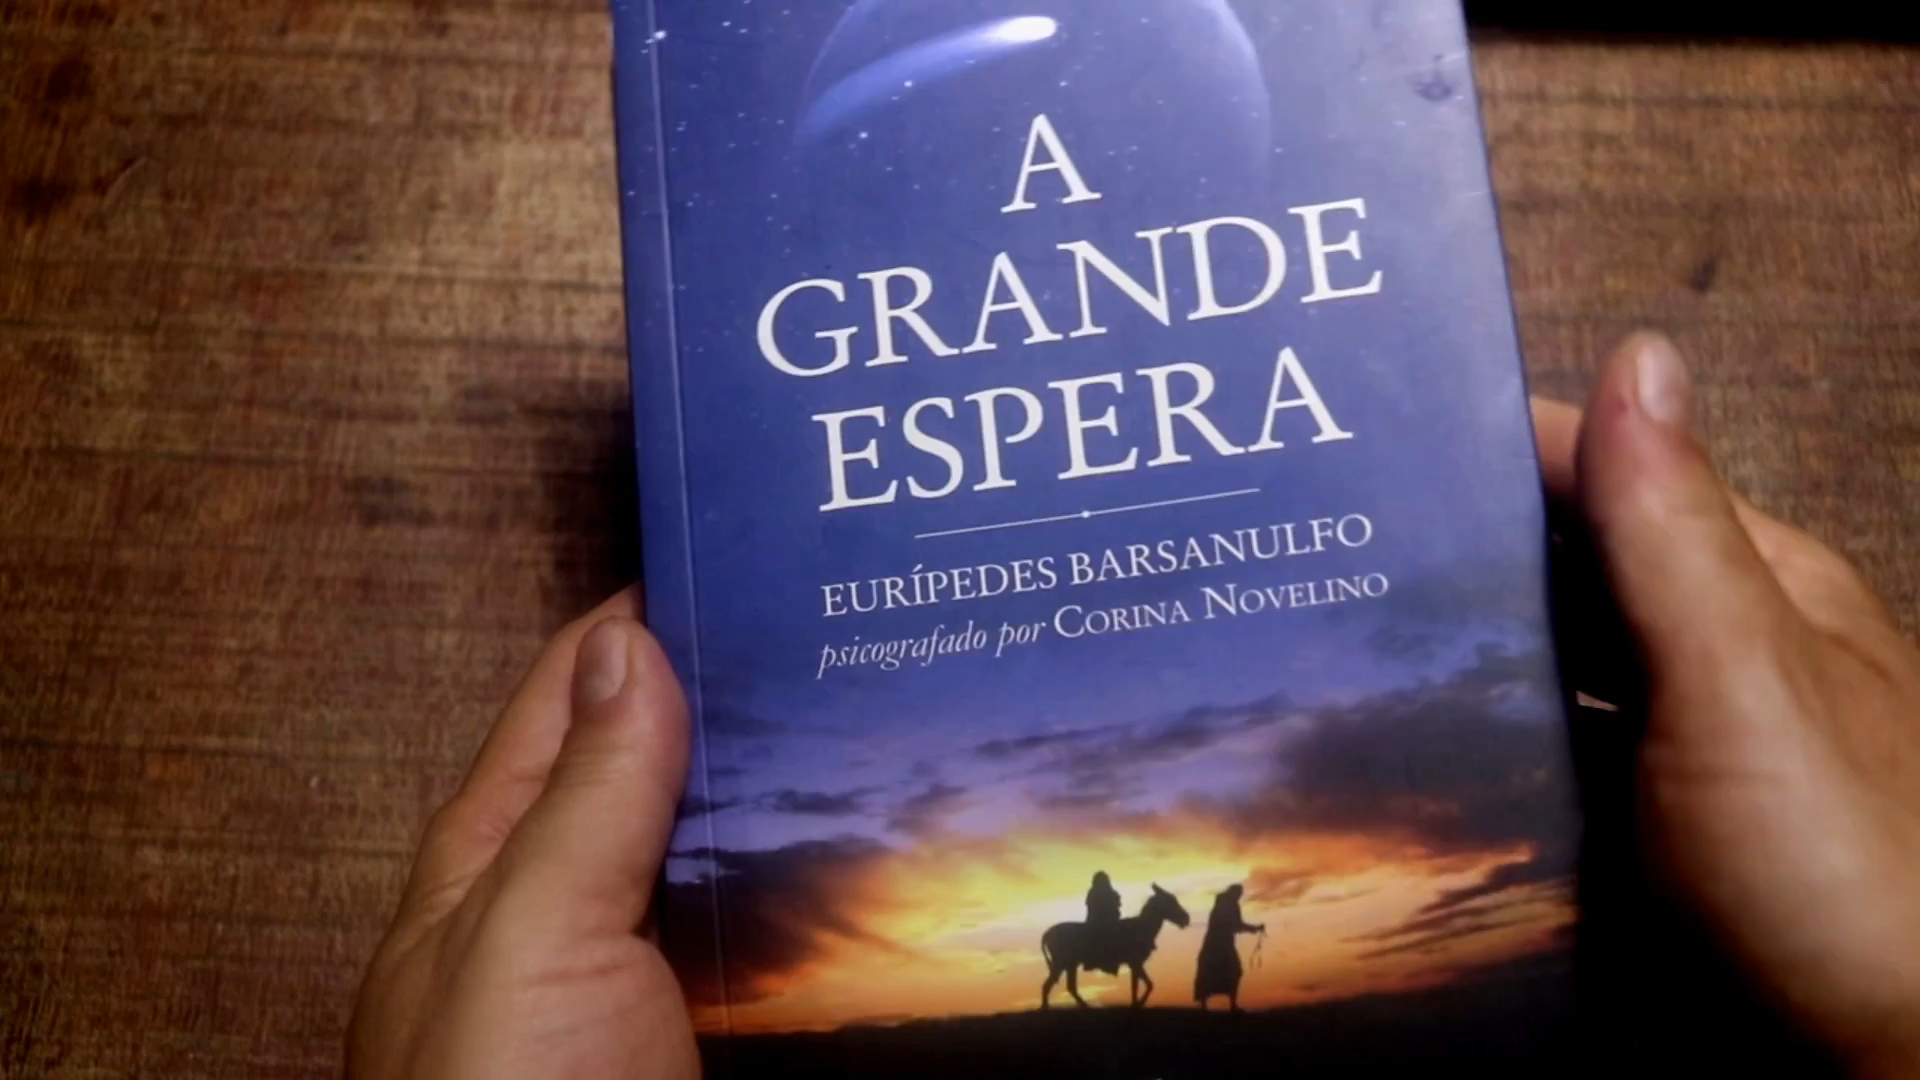 A
GRANDE
ESPERA
EURÍPEDES BARSANULFO
psicografado por CORINA NOVELINO